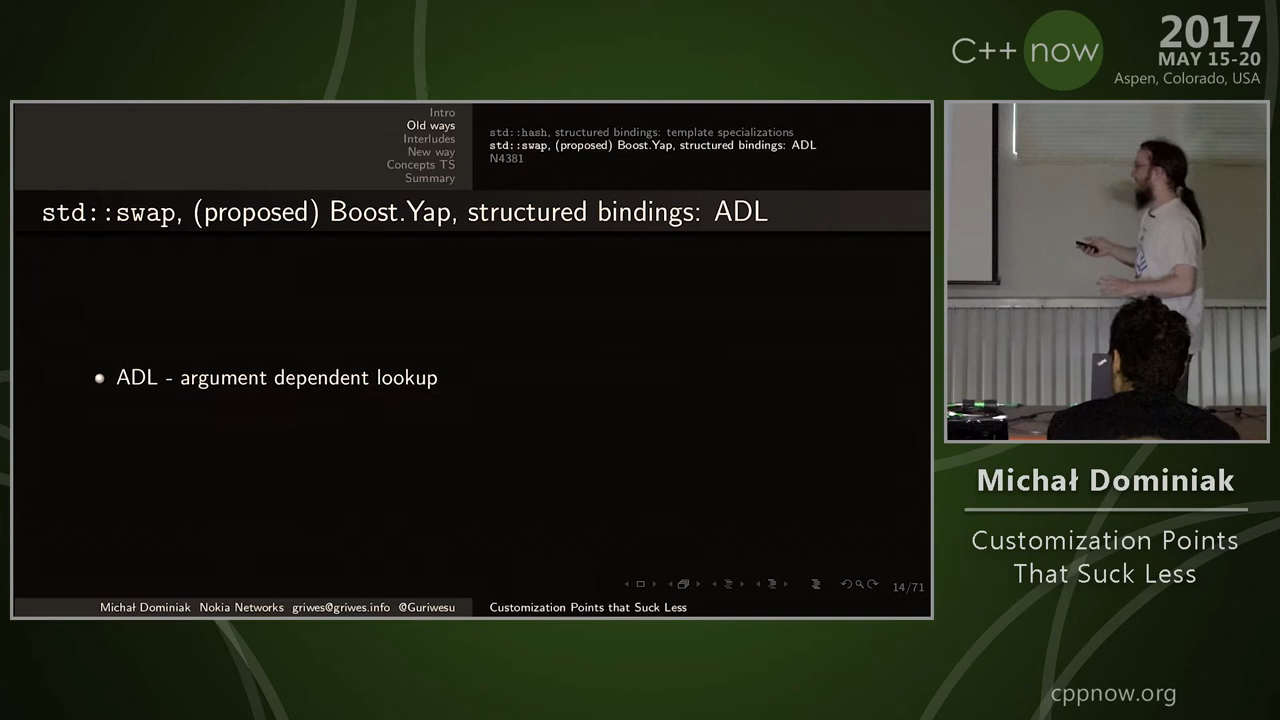 C++ now
2017
MAY 15-20
Aspen, Colorado, USA
Intro
Old ways
Interludes
New way
Concepts TS
Summary
std::hash, structured bindings: template specializations
std::swap, (proposed) Boost.Yap, structured bindings: ADL
N4381
std::swap, (proposed) Boost.Yap, structured bindings: ADL
ADL - argument dependent lookup
14/71
Michał Dominiak Nokia Networks griwes@griwes.info @Guriwesu
Customization Points that Suck Less
Michał Dominiak
Customization Points
That Suck Less
cppnow.org